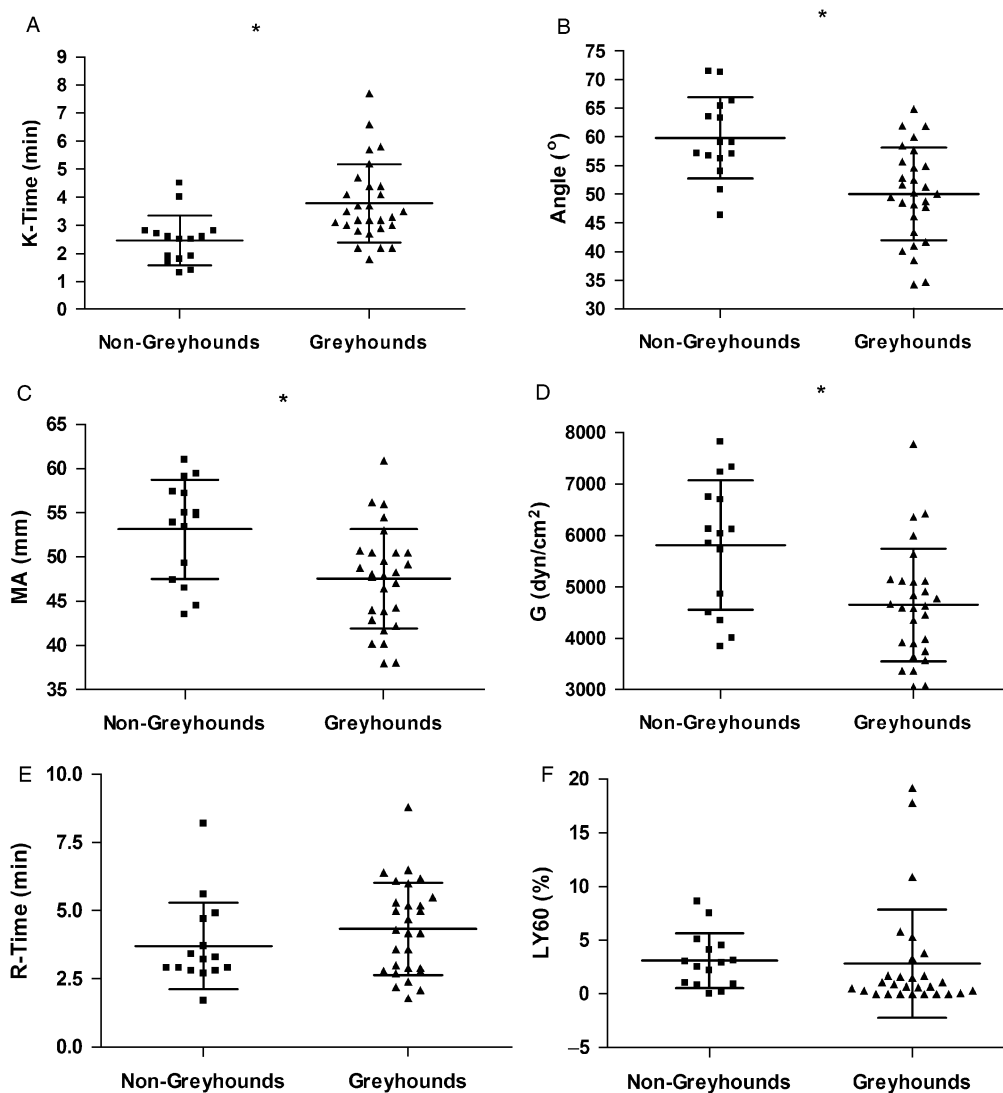 A
*
K-Time (min)
9
8
7
6
5
4
3
2
1
0
Non-Greyhounds Greyhounds
B
*
Angle (°)
75
70
65
60
55
50
45
40
35
30
Non-Greyhounds Greyhounds
C
*
MA (mm)
65
60
55
50
45
40
35
Non-Greyhounds Greyhounds
D
*
G (dyn/cm²)
8000
7000
6000
5000
4000
3000
Non-Greyhounds Greyhounds
E
R-Time (min)
10.0
7.5
5.0
2.5
0.0
Non-Greyhounds Greyhounds
F
LY60 (%)
20
15
10
5
0
–5
Non-Greyhounds Greyhounds